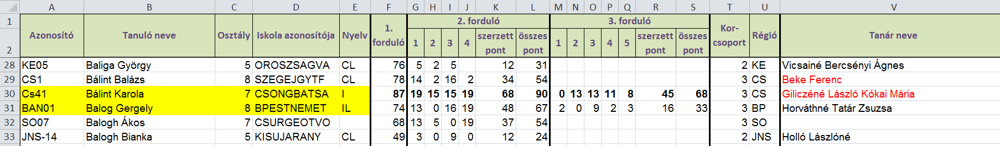 A B C D E F G H I J K L M N O P Q R S T U V
1 Azonosító Tanuló neve Osztály Iskola azonosítója Nyelv 1. forduló 2. forduló 3. forduló Kor-csoport Régió Tanár neve
2 1 2 3 4 szerzett pont összes pont 1 2 3 4 5 szerzett pont összes pont
28 KE05 Baliga György 5 OROSZSAGVA CL 76 5 2 5 12 31 2 KE Vicsainé Bercsényi Ágnes
29 CS1 Bálint Balázs 8 SZEGEJGYTF CL 78 14 2 16 2 34 54 3 CS Beke Ferenc
30 Cs41 Bálint Karola 7 CSONGBATSA I 87 19 15 15 19 68 90 0 13 13 11 8 45 68 3 CS Giliczéné László Kókai Mária
31 BAN01 Balog Gergely 8 BPESTNEMET IL 74 13 0 16 19 48 67 2 0 9 2 3 16 33 3 BP Horváthné Tatár Zsuzsa
32 SO07 Balogh Ákos 7 CSURGEOTVO 68 13 5 0 19 37 54 3 SO
33 JNS-14 Balogh Bianka 5 KISUJARANY CL 49 3 0 9 0 12 24 2 JNS Holló Lászlóné